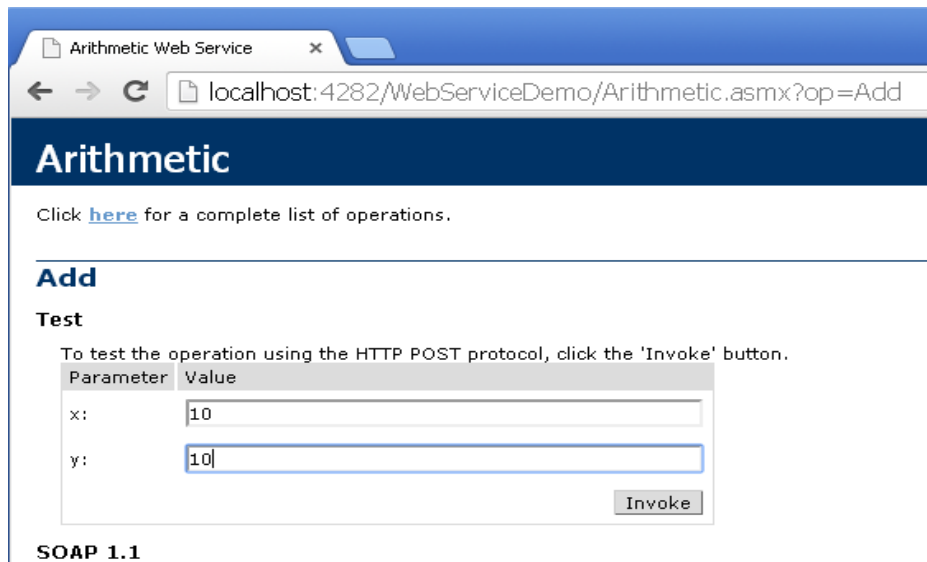 Arithmetic Web Service
localhost:4282/WebServiceDemo/Arithmetic.asmx?op=Add
Arithmetic
Click here for a complete list of operations.
Add
Test
To test the operation using the HTTP POST protocol, click the 'Invoke' button.
Parameter Value
x: 10
y: 10
Invoke
SOAP 1.1